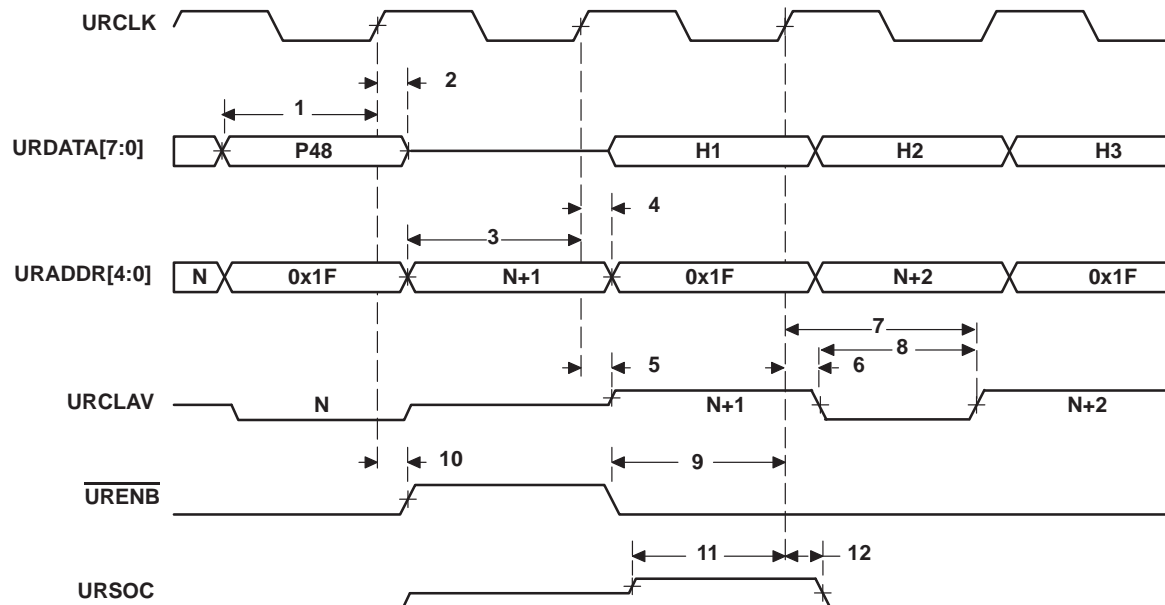 URCLK
2
1
URDATA[7:0] P48 H1 H2 H3
4
3
URADDR[4:0] N 0x1F N+1 0x1F N+2 0x1F
7
8
5 6
URCLAV N N+1 N+2
10 9
URENB
11 12
URSOC